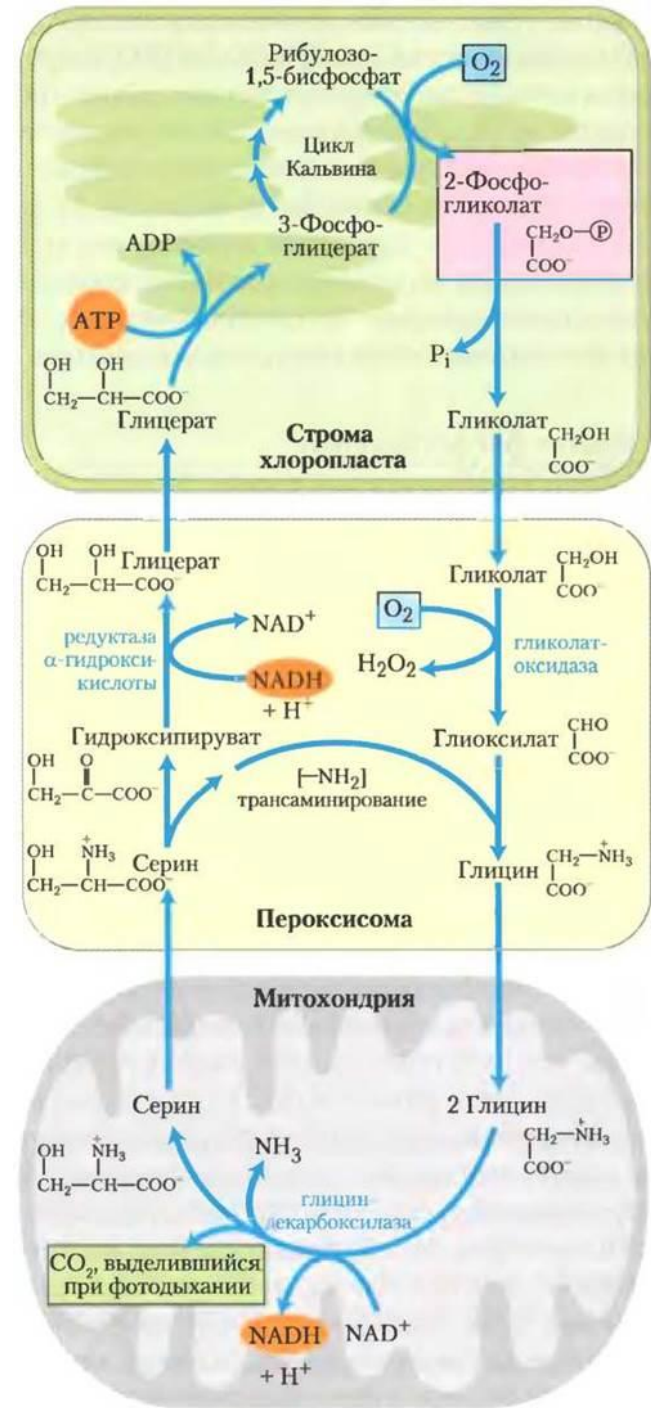 Рибулозо-
1,5-бисфосфат
O₂
Цикл
Кальвина
2-Фосфо-
гликолат
CH₂O—Ⓟ
COO⁻
3-Фосфо-
глицерат
ADP
ATP
Pᵢ
OH OH
CH₂—CH—COO⁻
Глицерат
Гликолат
CH₂OH
COO⁻
Строма
хлоропласта
OH OH
CH₂—CH—COO⁻
Глицерат
Гликолат
CH₂OH
COO⁻
редуктаза
α-гидрокси-
кислоты
NAD⁺
NADH
+ H⁺
O₂
H₂O₂
гликолат-
оксидаза
Гидроксипируват
OH O
CH₂—C—COO⁻
Глиоксилат
CHO
COO⁻
[—NH₂]
трансаминирование
OH ⁺NH₃
CH₂—CH—COO⁻
Серин
Глицин
CH₂—⁺NH₃
COO⁻
Пероксисома
Митохондрия
Серин
OH ⁺NH₃
CH₂—CH—COO⁻
2 Глицин
CH₂—⁺NH₃
COO⁻
NH₃
глицин-
декарбоксилаза
CO₂, выделившийся
при фотодыхании
NADH NAD⁺
+ H⁺